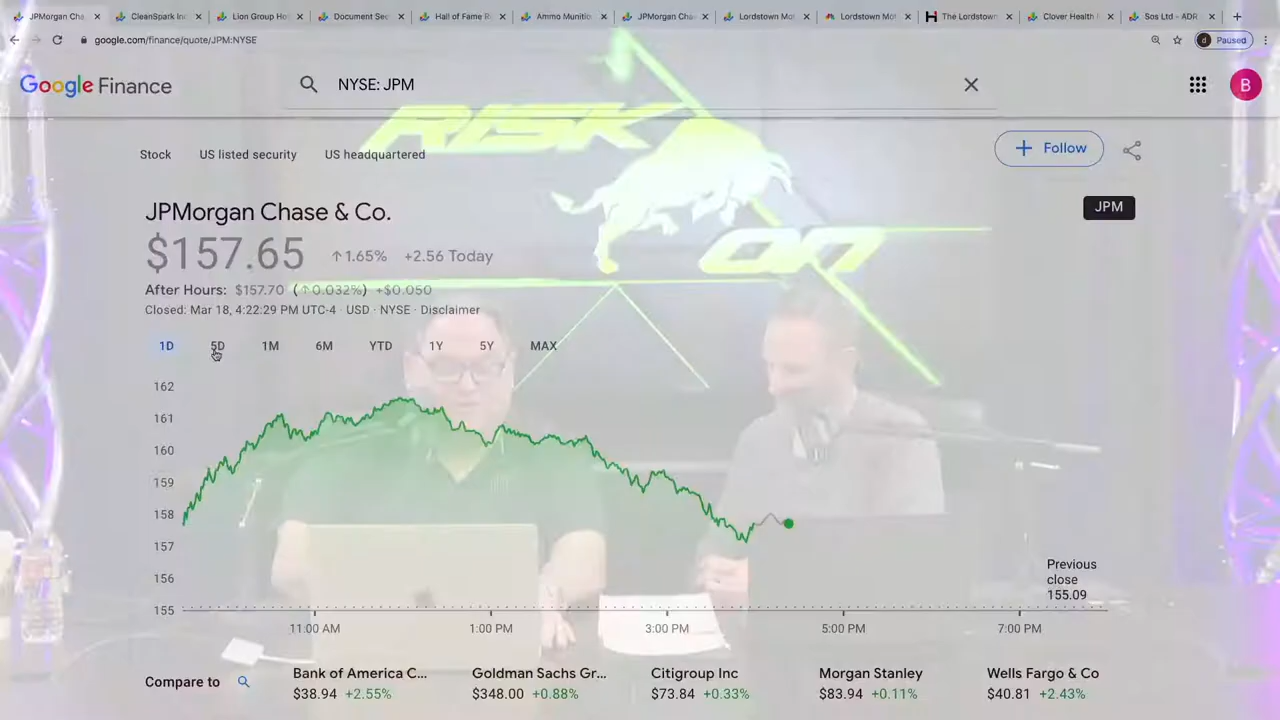 JPMorgan Cha
CleanSpark Inc
Lion Group Ho
Document Sec
Hall of Fame R
Ammo Munitio
JPMorgan Cha
Lordstown Mot
Lordstown Mot
The Lordstown
Clover Health
Sos Ltd - ADR
google.com/finance/quote/JPM:NYSE
d Paused
Google Finance
NYSE: JPM
B
RISK
ON
Stock US listed security US headquartered
+ Follow
JPMorgan Chase & Co.
JPM
$157.65 ↑1.65% +2.56 Today
After Hours: $157.70 (↑0.032%) +$0.050
Closed: Mar 18, 4:22:29 PM UTC-4 · USD · NYSE · Disclaimer
1D 5D 1M 6M YTD 1Y 5Y MAX
162
161
160
159
158
157
156
155
Previous
close
155.09
11:00 AM 1:00 PM 3:00 PM 5:00 PM 7:00 PM
Compare to
Bank of America C...
$38.94 +2.55%
Goldman Sachs Gr...
$348.00 +0.88%
Citigroup Inc
$73.84 +0.33%
Morgan Stanley
$83.94 +0.11%
Wells Fargo & Co
$40.81 +2.43%